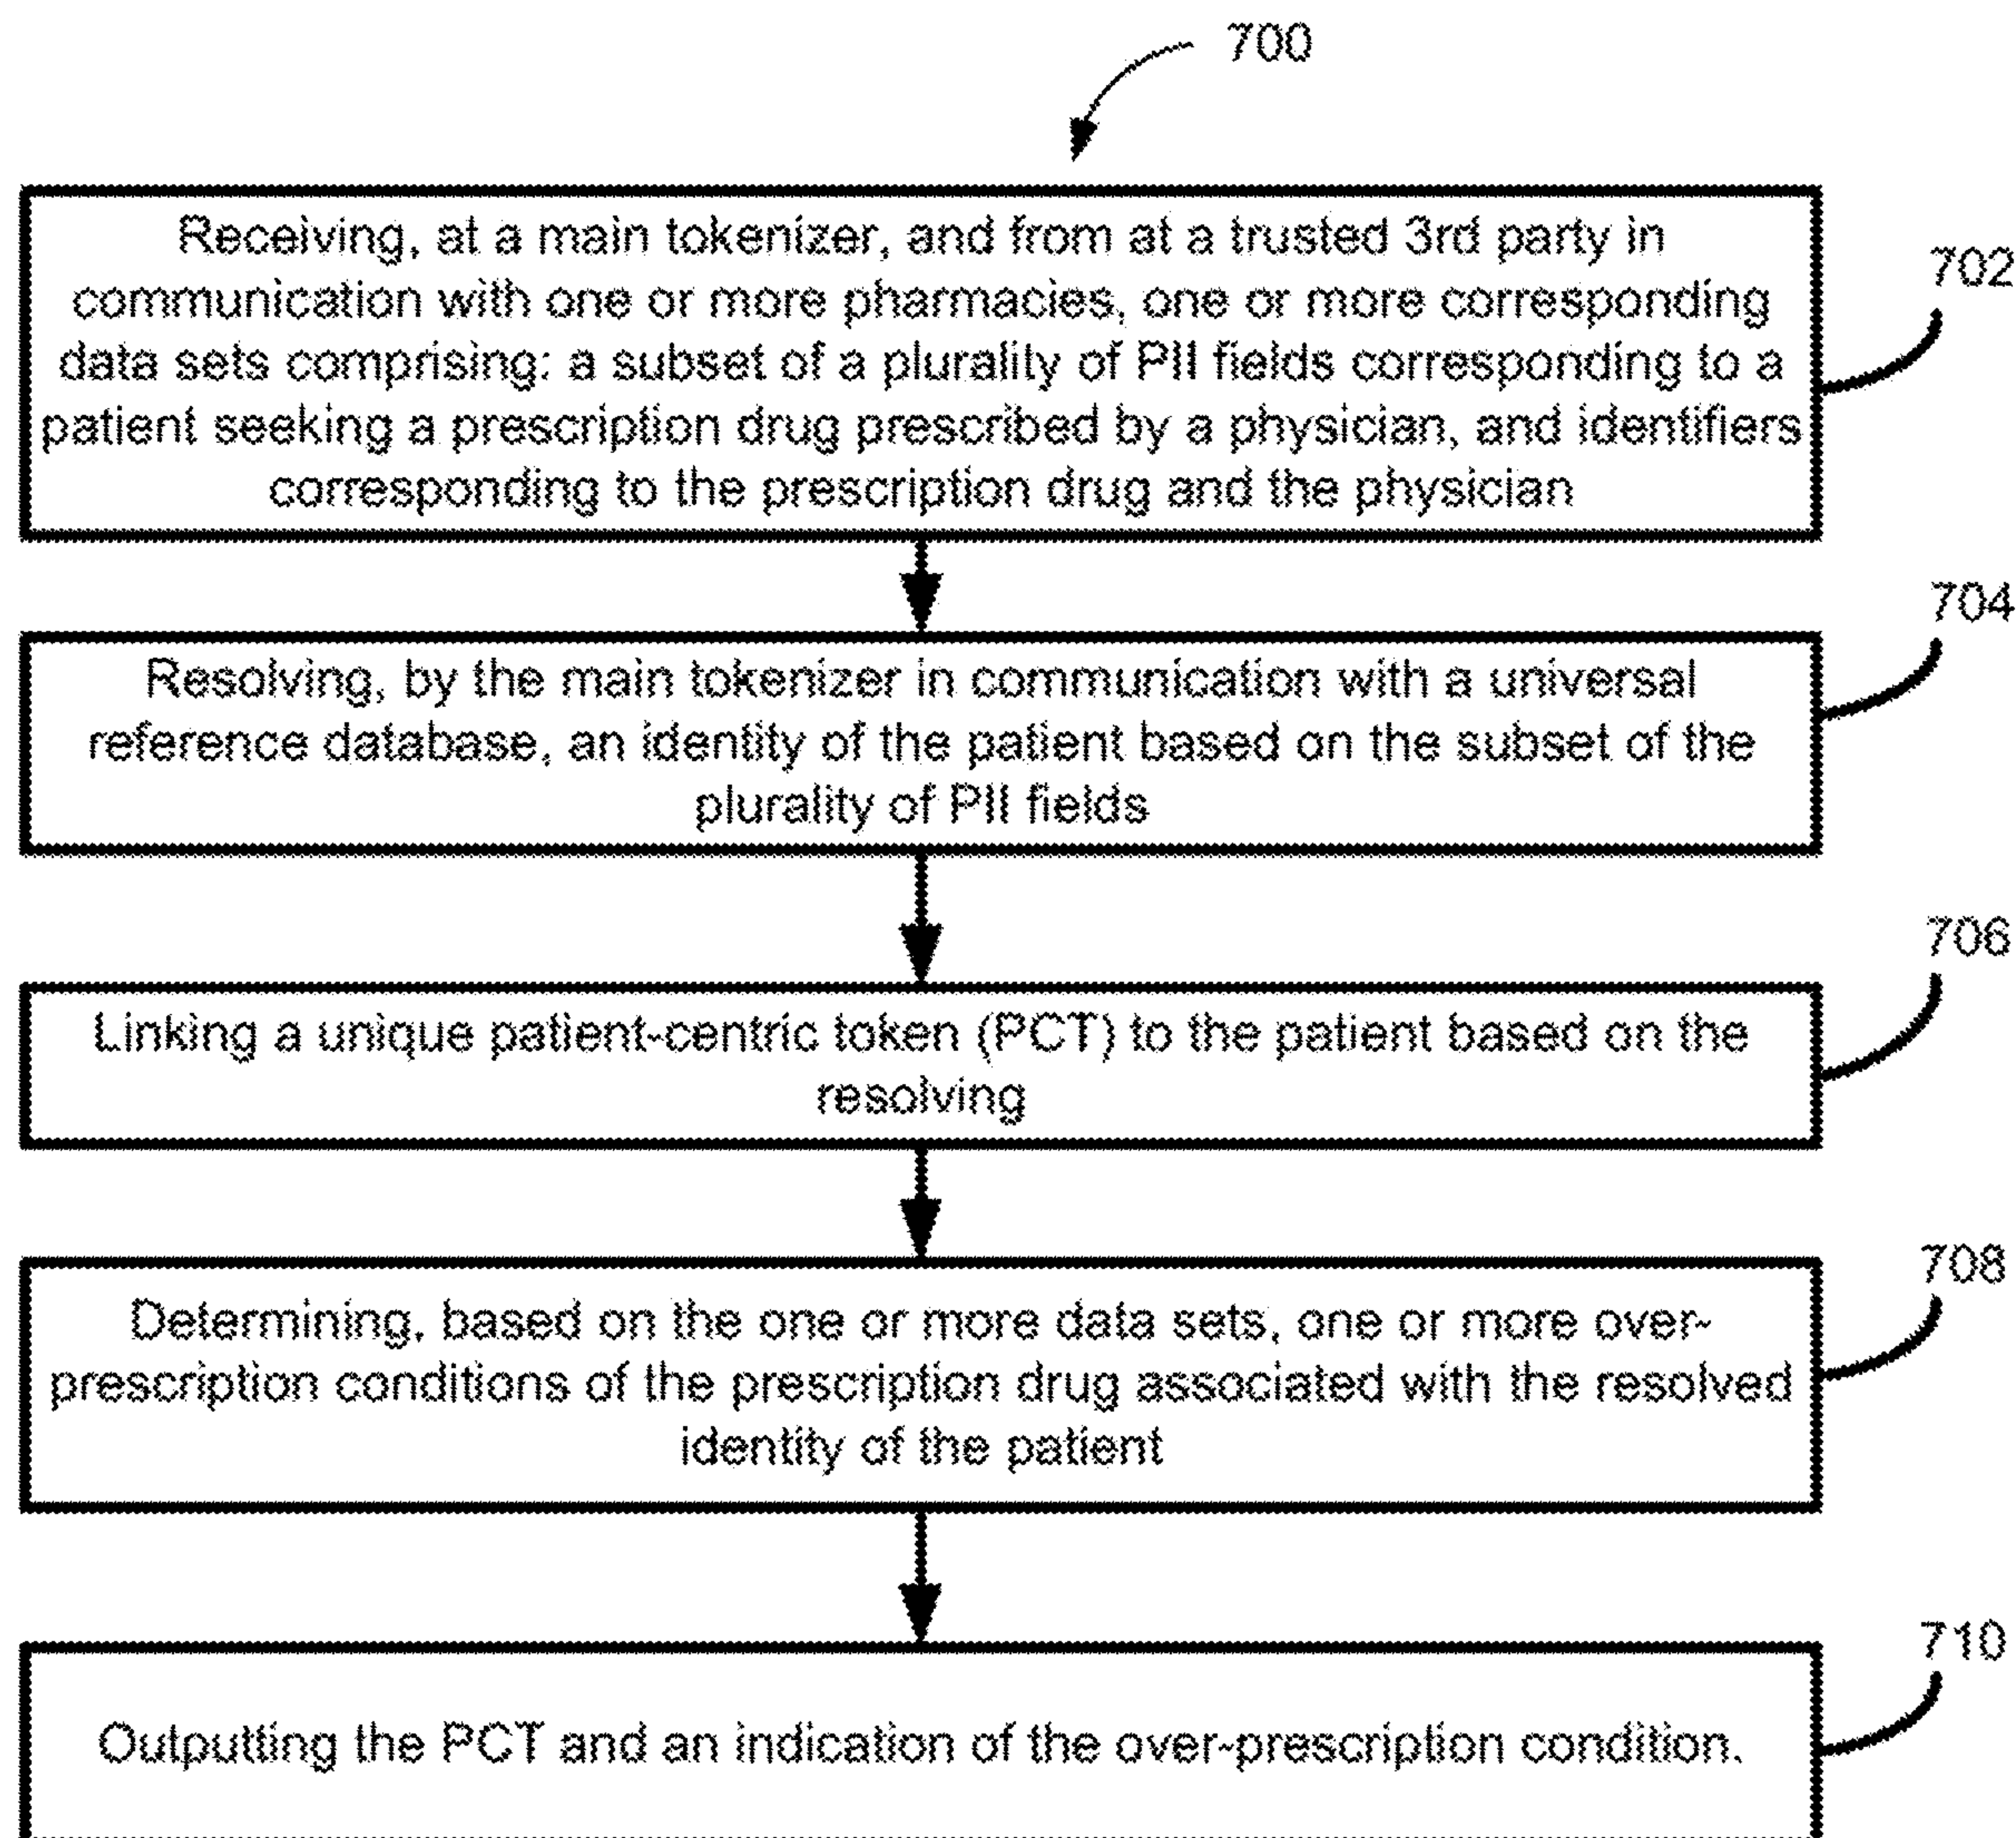 700
Receiving, at a main tokenizer, and from at a trusted 3rd party in
communication with one or more pharmacies, one or more corresponding
data sets comprising: a subset of a plurality of PII fields corresponding to a
patient seeking a prescription drug prescribed by a physician, and identifiers
corresponding to the prescription drug and the physician
702
Resolving, by the main tokenizer in communication with a universal
reference database, an identity of the patient based on the subset of the
plurality of PII fields
704
Linking a unique patient-centric token (PCT) to the patient based on the
resolving
706
Determining, based on the one or more data sets, one or more over-
prescription conditions of the prescription drug associated with the resolved
identity of the patient
708
Outputting the PCT and an indication of the over-prescription condition.
710